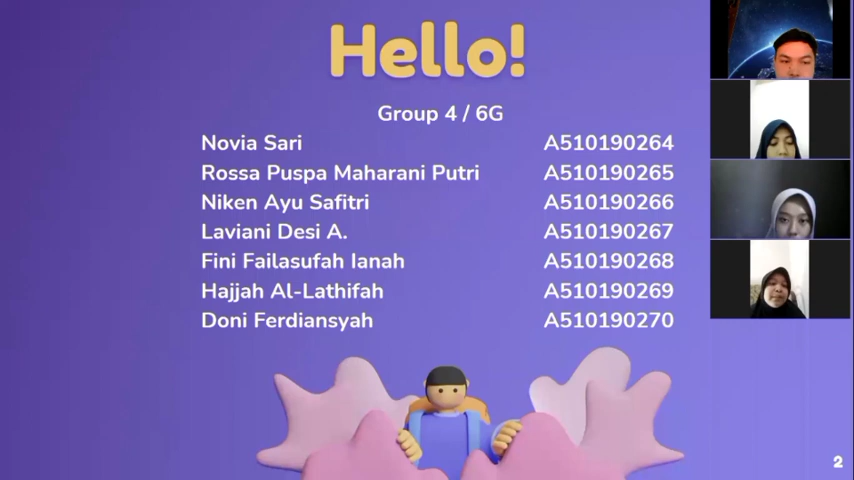 Hello!
Group 4 / 6G
Novia Sari A510190264
Rossa Puspa Maharani Putri A510190265
Niken Ayu Safitri A510190266
Laviani Desi A. A510190267
Fini Failasufah Ianah A510190268
Hajjah Al-Lathifah A510190269
Doni Ferdiansyah A510190270
2